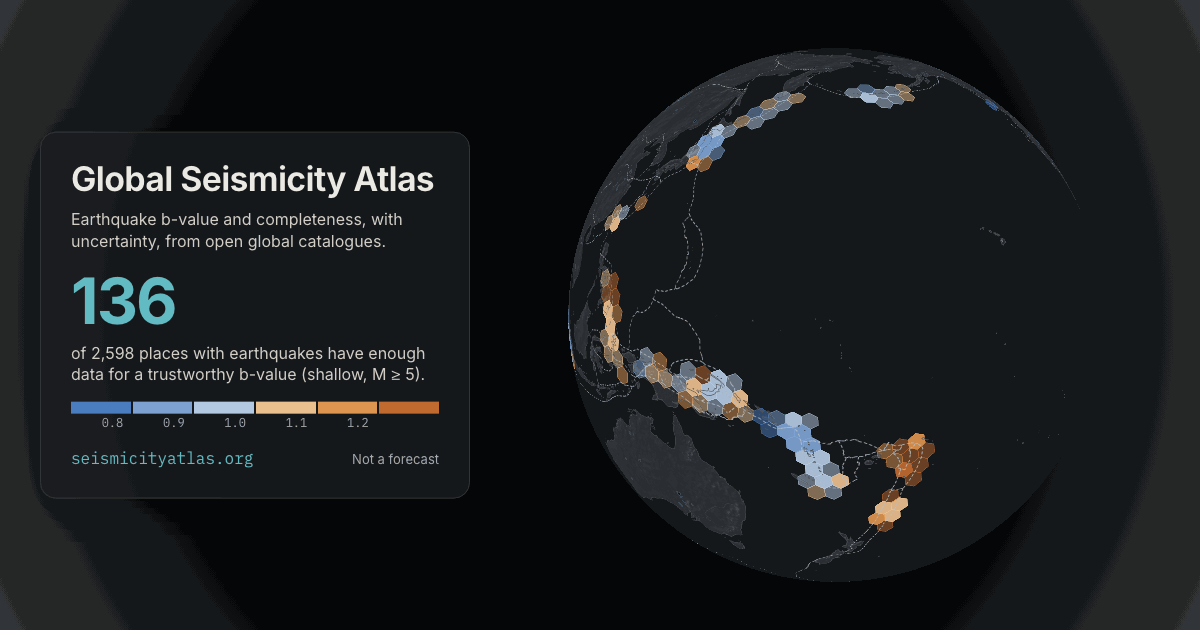 Global Seismicity Atlas
Earthquake b-value and completeness, with
uncertainty, from open global catalogues.
136
of 2,598 places with earthquakes have enough
data for a trustworthy b-value (shallow, M ≥ 5).
0.8 0.9 1.0 1.1 1.2
seismicityatlas.org Not a forecast